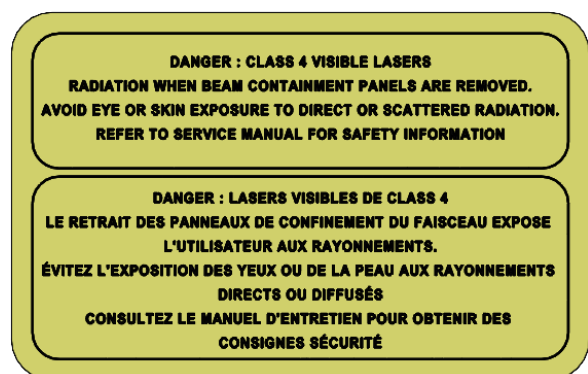 DANGER : CLASS 4 VISIBLE LASERS
RADIATION WHEN BEAM CONTAINMENT PANELS ARE REMOVED.
AVOID EYE OR SKIN EXPOSURE TO DIRECT OR SCATTERED RADIATION.
REFER TO SERVICE MANUAL FOR SAFETY INFORMATION
DANGER : LASERS VISIBLES DE CLASS 4
LE RETRAIT DES PANNEAUX DE CONFINEMENT DU FAISCEAU EXPOSE
L'UTILISATEUR AUX RAYONNEMENTS.
ÉVITEZ L'EXPOSITION DES YEUX OU DE LA PEAU AUX RAYONNEMENTS
DIRECTS OU DIFFUSÉS
CONSULTEZ LE MANUEL D'ENTRETIEN POUR OBTENIR DES
CONSIGNES SÉCURITÉ